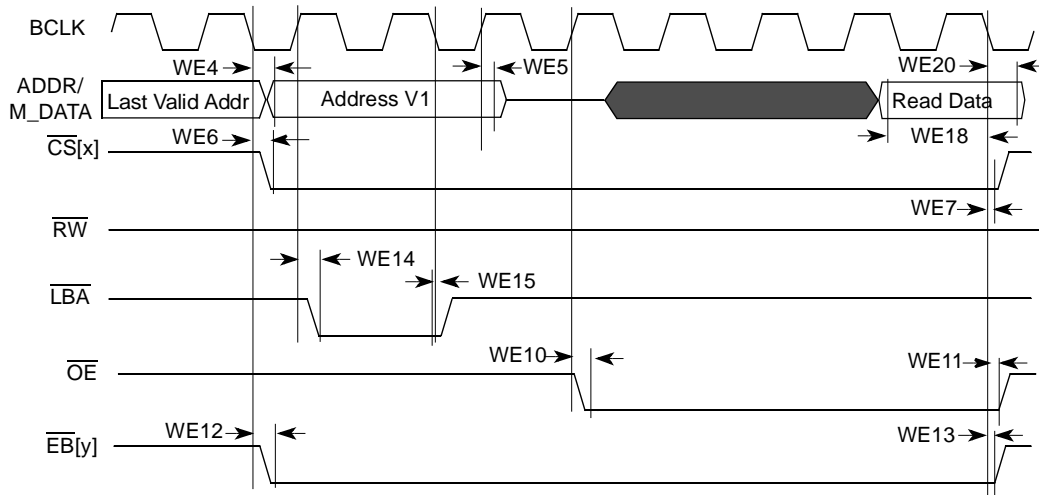 BCLK
WE4
WE5
WE20
ADDR/
M_DATA
Last Valid Addr
Address V1
Read Data
WE6
WE18
CS[x]
WE7
RW
WE14
WE15
LBA
WE10
WE11
OE
WE12
WE13
EB[y]